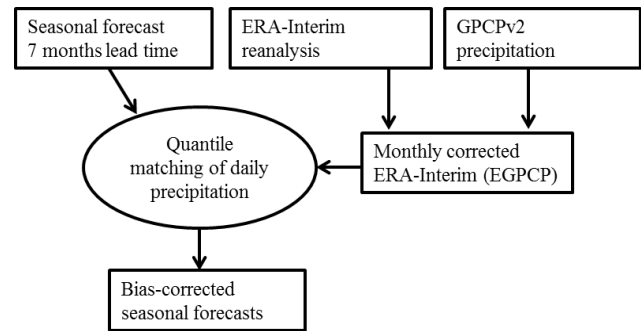 Seasonal forecast
7 months lead time
ERA-Interim
reanalysis
GPCPv2
precipitation
Quantile
matching of daily
precipitation
Monthly corrected
ERA-Interim (EGPCP)
Bias-corrected
seasonal forecasts